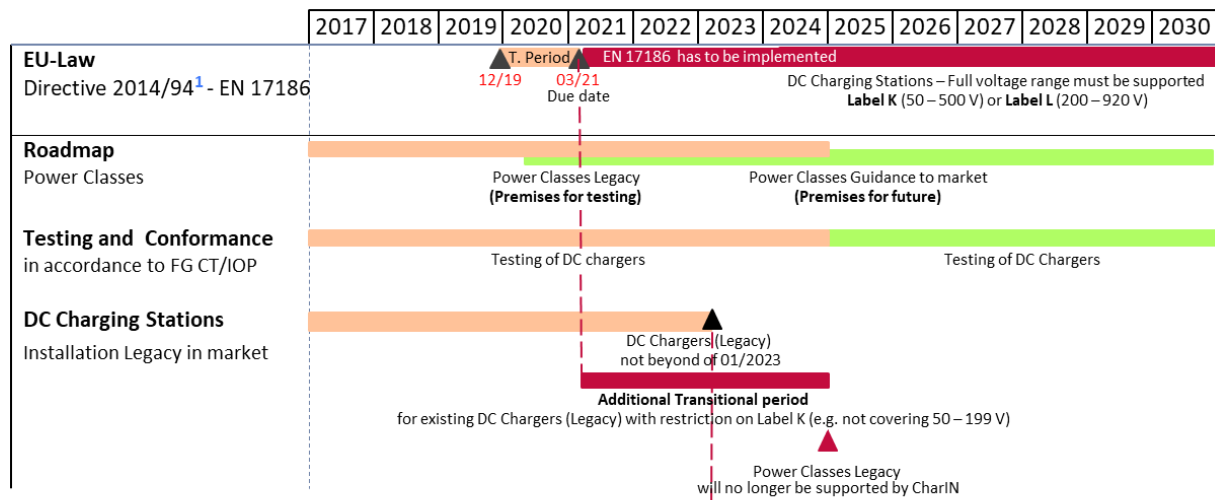 2017 2018 2019 2020 2021 2022 2023 2024 2025 2026 2027 2028 2029 2030
EU-Law
Directive 2014/94¹ - EN 17186
T. Period
EN 17186 has to be implemented
12/19
03/21
Due date
DC Charging Stations – Full voltage range must be supported
Label K (50 – 500 V) or Label L (200 – 920 V)
Roadmap
Power Classes
Power Classes Legacy
(Premises for testing)
Power Classes Guidance to market
(Premises for future)
Testing and Conformance
in accordance to FG CT/IOP
Testing of DC chargers
Testing of DC Chargers
DC Charging Stations
Installation Legacy in market
DC Chargers (Legacy)
not beyond of 01/2023
Additional Transitional period
for existing DC Chargers (Legacy) with restriction on Label K (e.g. not covering 50 – 199 V)
Power Classes Legacy
will no longer be supported by CharIN